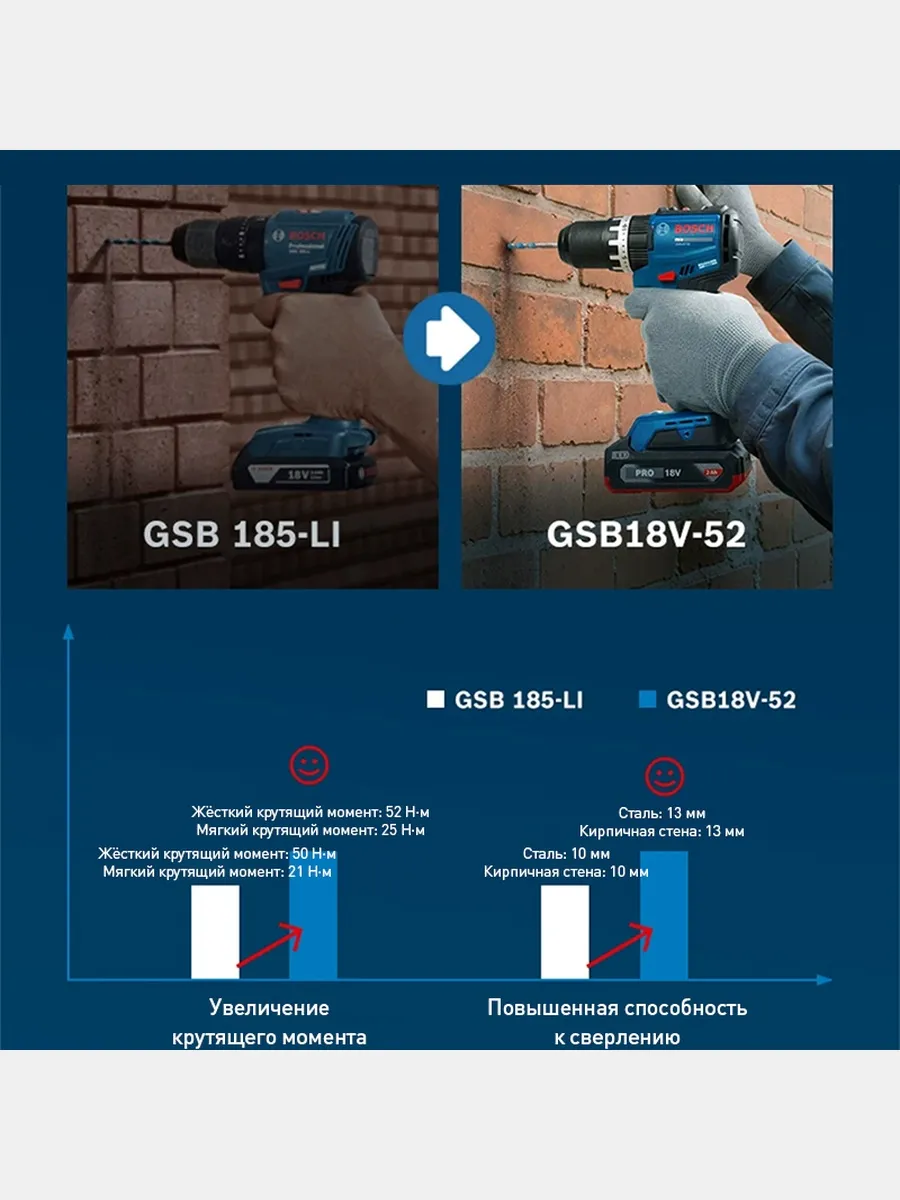 BOSCH
Professional
18V
GSB 185-LI
BOSCH
PRO 18V
2.0Ah
GSB18V-52
GSB 185-LI
GSB18V-52
Жёсткий крутящий момент: 52 Н·м
Мягкий крутящий момент: 25 Н·м
Жёсткий крутящий момент: 50 Н·м
Мягкий крутящий момент: 21 Н·м
Сталь: 13 мм
Кирпичная стена: 13 мм
Сталь: 10 мм
Кирпичная стена: 10 мм
Увеличение
крутящего момента
Повышенная способность
к сверлению